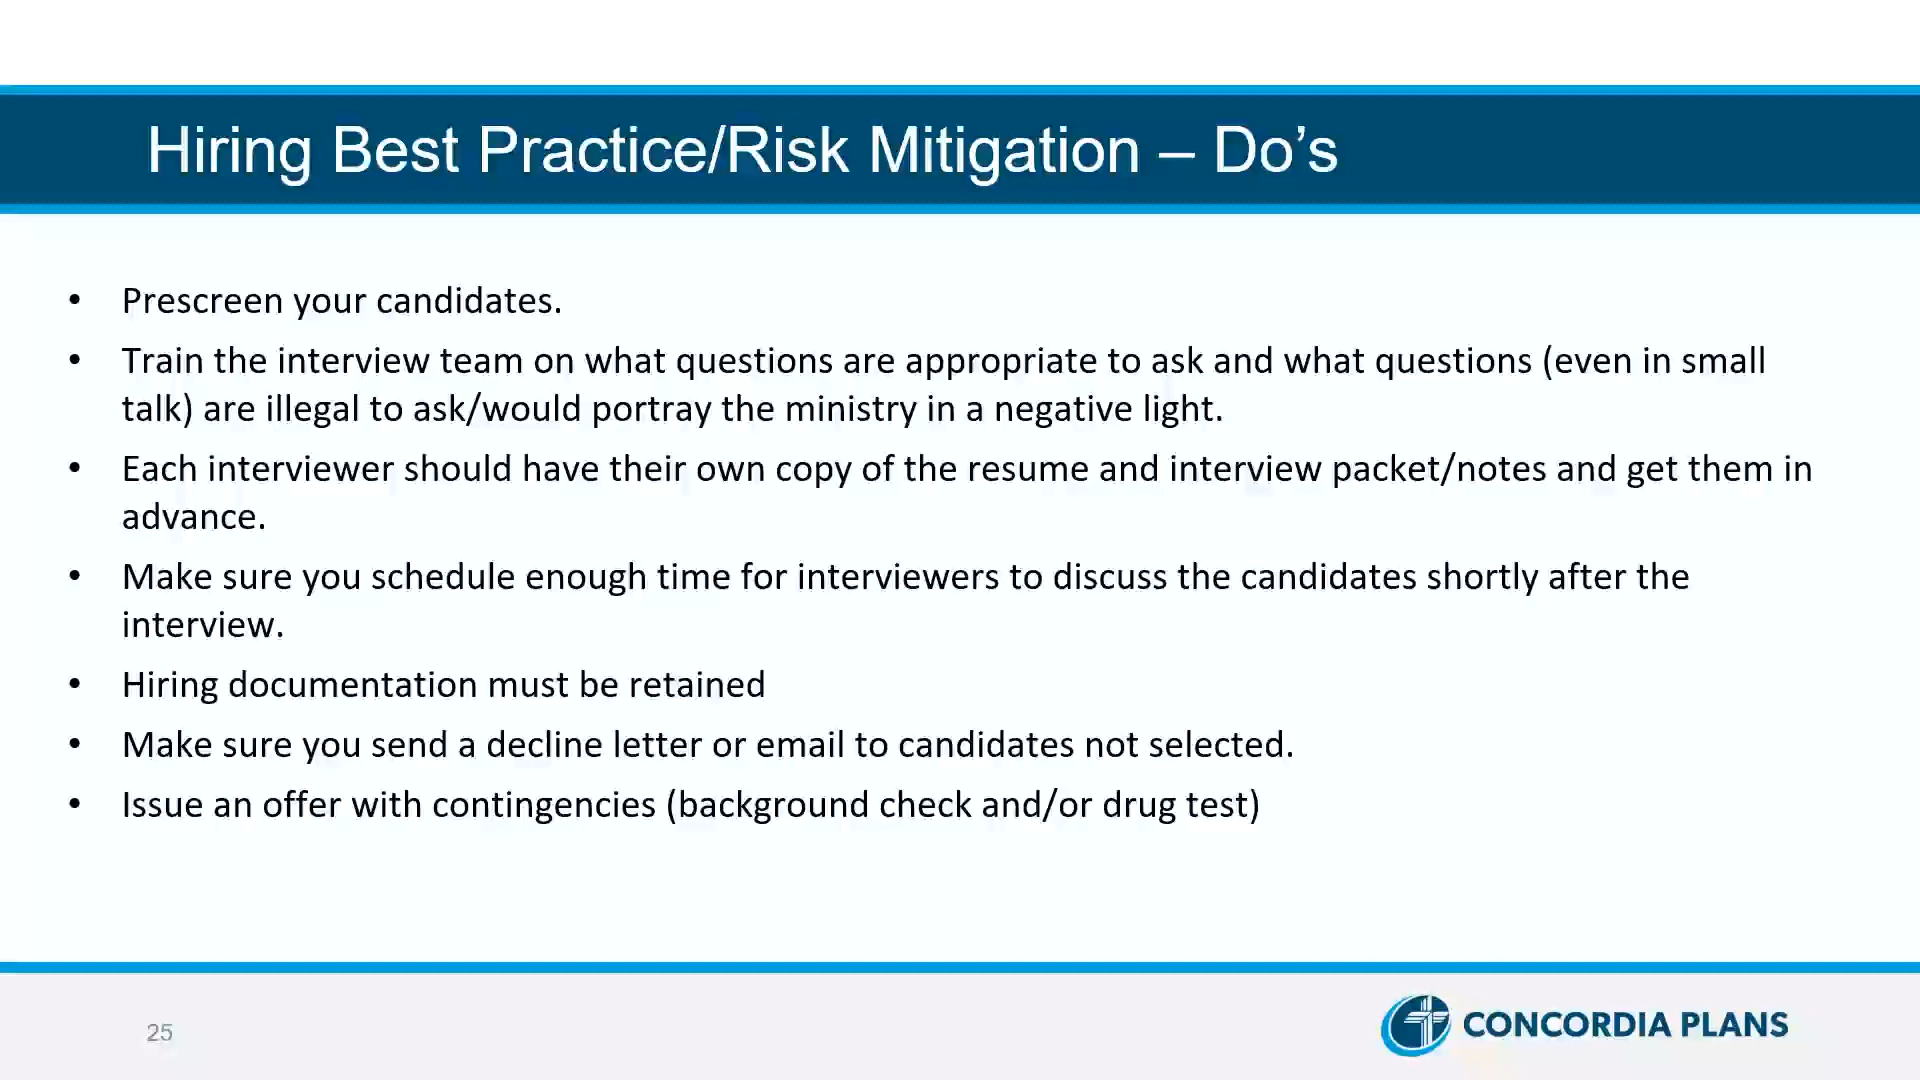 Hiring Best Practice/Risk Mitigation – Do’s
• Prescreen your candidates.
• Train the interview team on what questions are appropriate to ask and what questions (even in small
talk) are illegal to ask/would portray the ministry in a negative light.
• Each interviewer should have their own copy of the resume and interview packet/notes and get them in
advance.
• Make sure you schedule enough time for interviewers to discuss the candidates shortly after the
interview.
• Hiring documentation must be retained
• Make sure you send a decline letter or email to candidates not selected.
• Issue an offer with contingencies (background check and/or drug test)
25
CONCORDIA PLANS